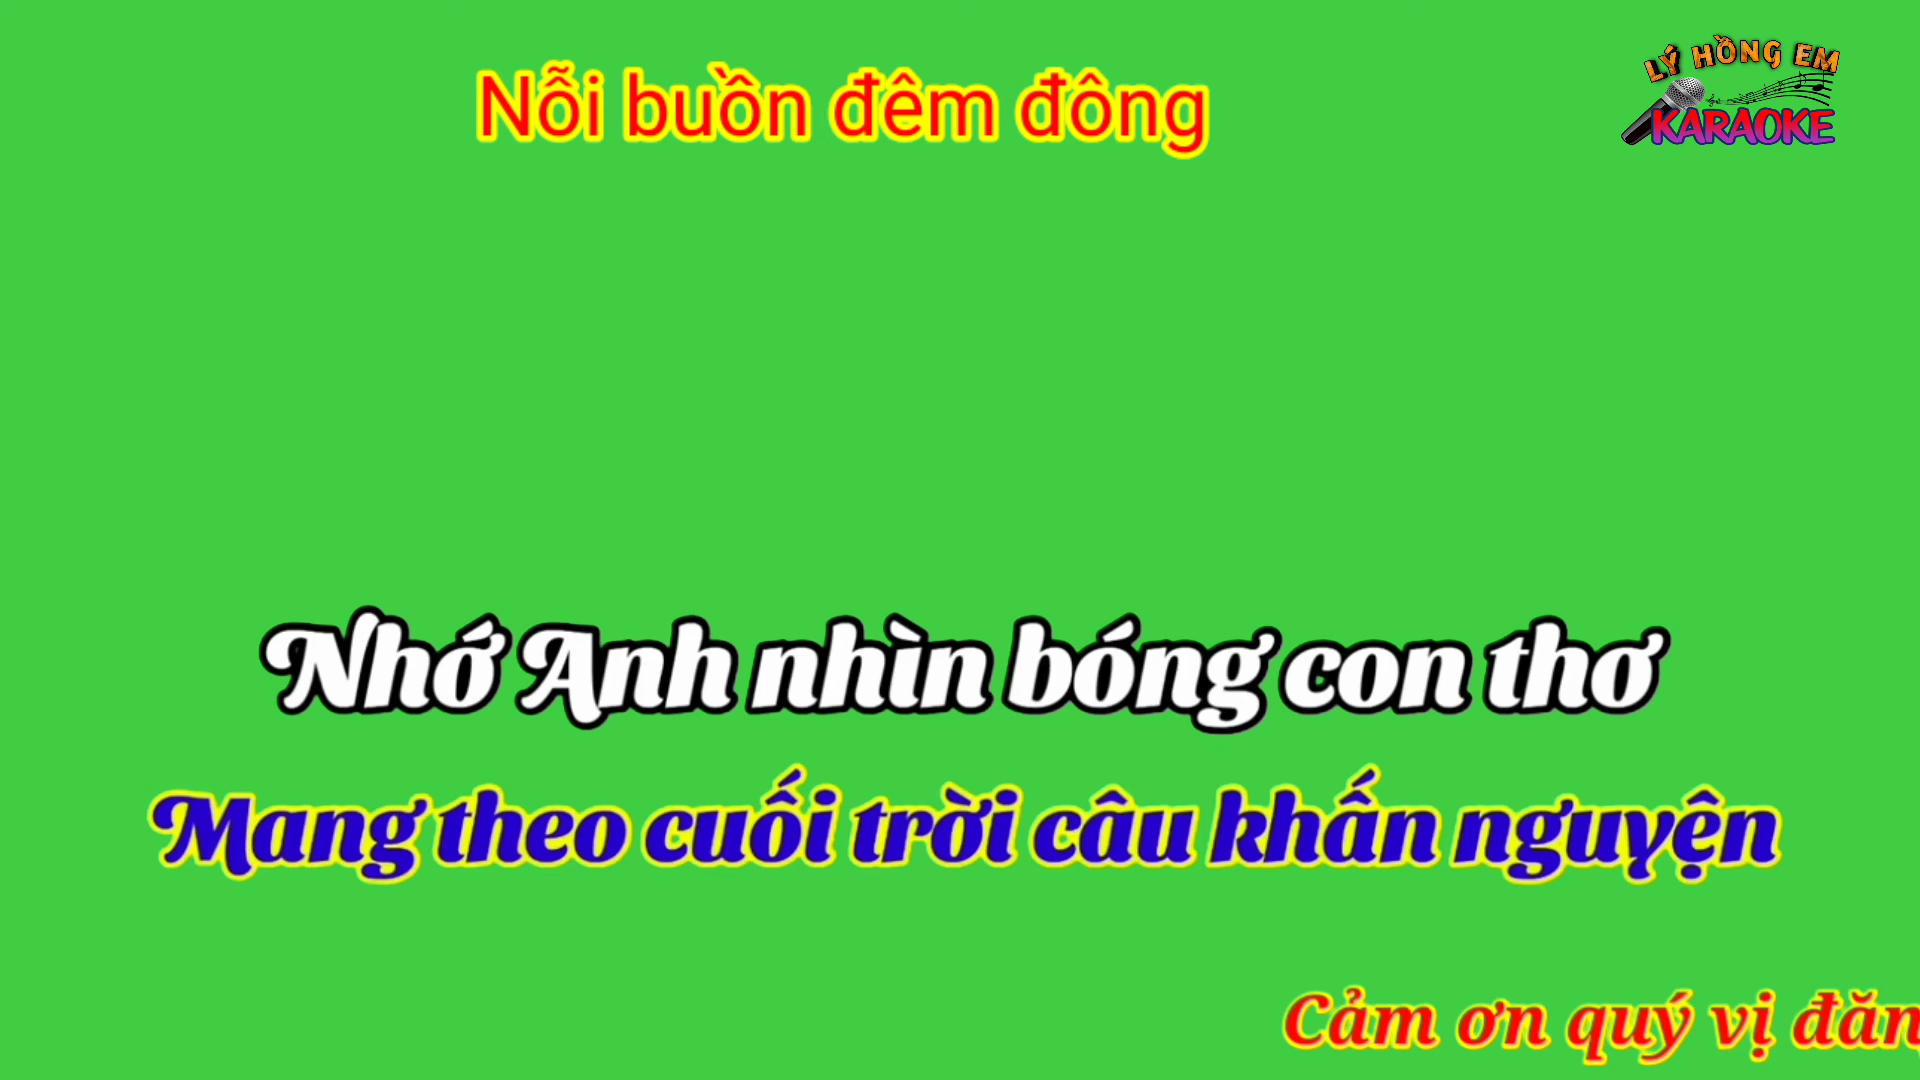 Nỗi buồn đêm đông
LÝ HỒNG EM
KARAOKE
Nhớ Anh nhìn bóng con thơ
Mang theo cuối trời câu khấn nguyện
Cảm ơn quý vị đăn